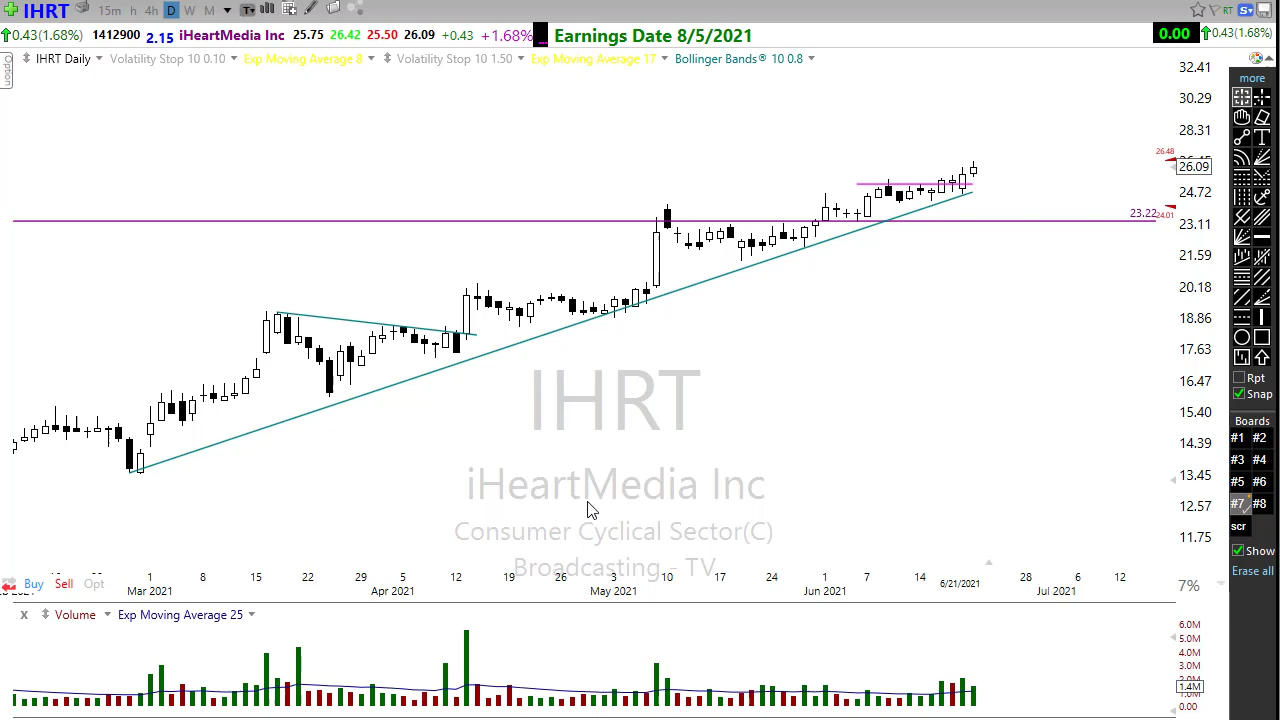 IHRT 15m h 4h D W M T RT S
0.43(1.68%) 1412900 2.15 iHeartMedia Inc 25.75 26.42 25.50 26.09 +0.43 +1.68% Earnings Date 8/5/2021 0.00 0.43(1.68%)
Option IHRT Daily Volatility Stop 10 0.10 Exp Moving Average 8 Volatility Stop 10 1.50 Exp Moving Average 17 Bollinger Bands® 10 0.8
32.41
more
30.29
28.31
26.48
26.09
24.72
23.22 24.01
23.11
21.59
20.18
18.86
17.63
Rpt
16.47
Snap
15.40
Boards
#1 #2
14.39
#3 #4
13.45
#5 #6
#7 #8
12.57
scr
11.75
Show
Erase all
IHRT
iHeartMedia Inc
Consumer Cyclical Sector(C)
Broadcasting - TV
1 8 15 22 29 5 12 19 26 3 10 17 24 1 7 14 6/21/2021 28 6 12
Buy Sell Opt 7%
Mar 2021 Apr 2021 May 2021 Jun 2021 Jul 2021
X Volume Exp Moving Average 25
6.0M
5.0M
4.0M
3.0M
1.4M
0.00